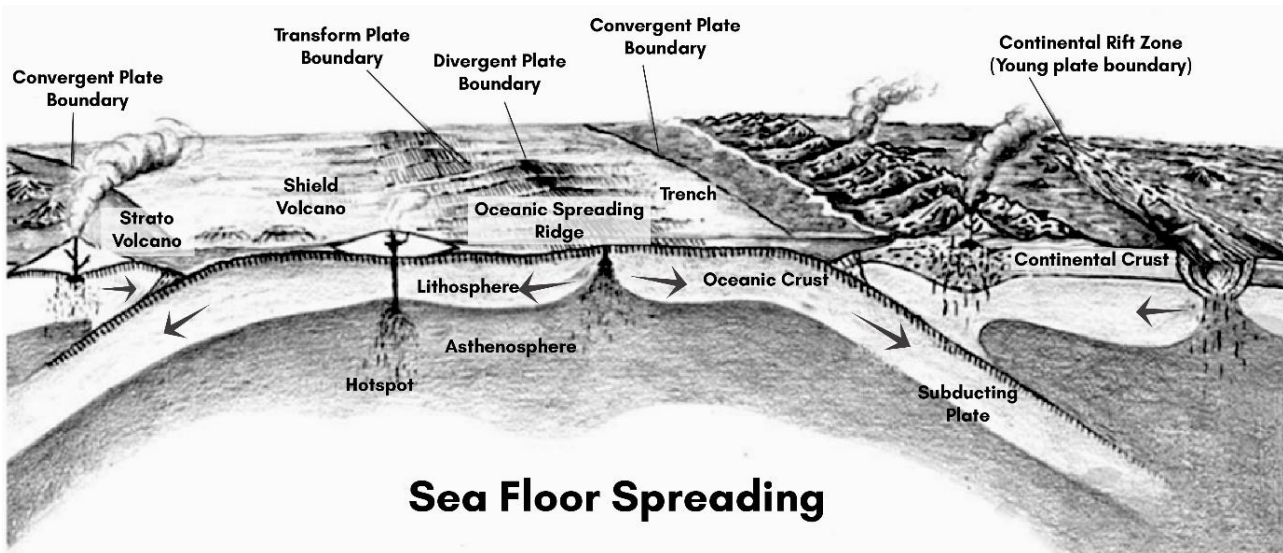 Convergent Plate
Boundary
Transform Plate
Boundary
Divergent Plate
Boundary
Convergent Plate
Boundary
Continental Rift Zone
(Young plate boundary)
Strato
Volcano
Shield
Volcano
Oceanic Spreading
Ridge
Trench
Lithosphere
Oceanic Crust
Continental Crust
Asthenosphere
Hotspot
Subducting
Plate
Sea Floor Spreading